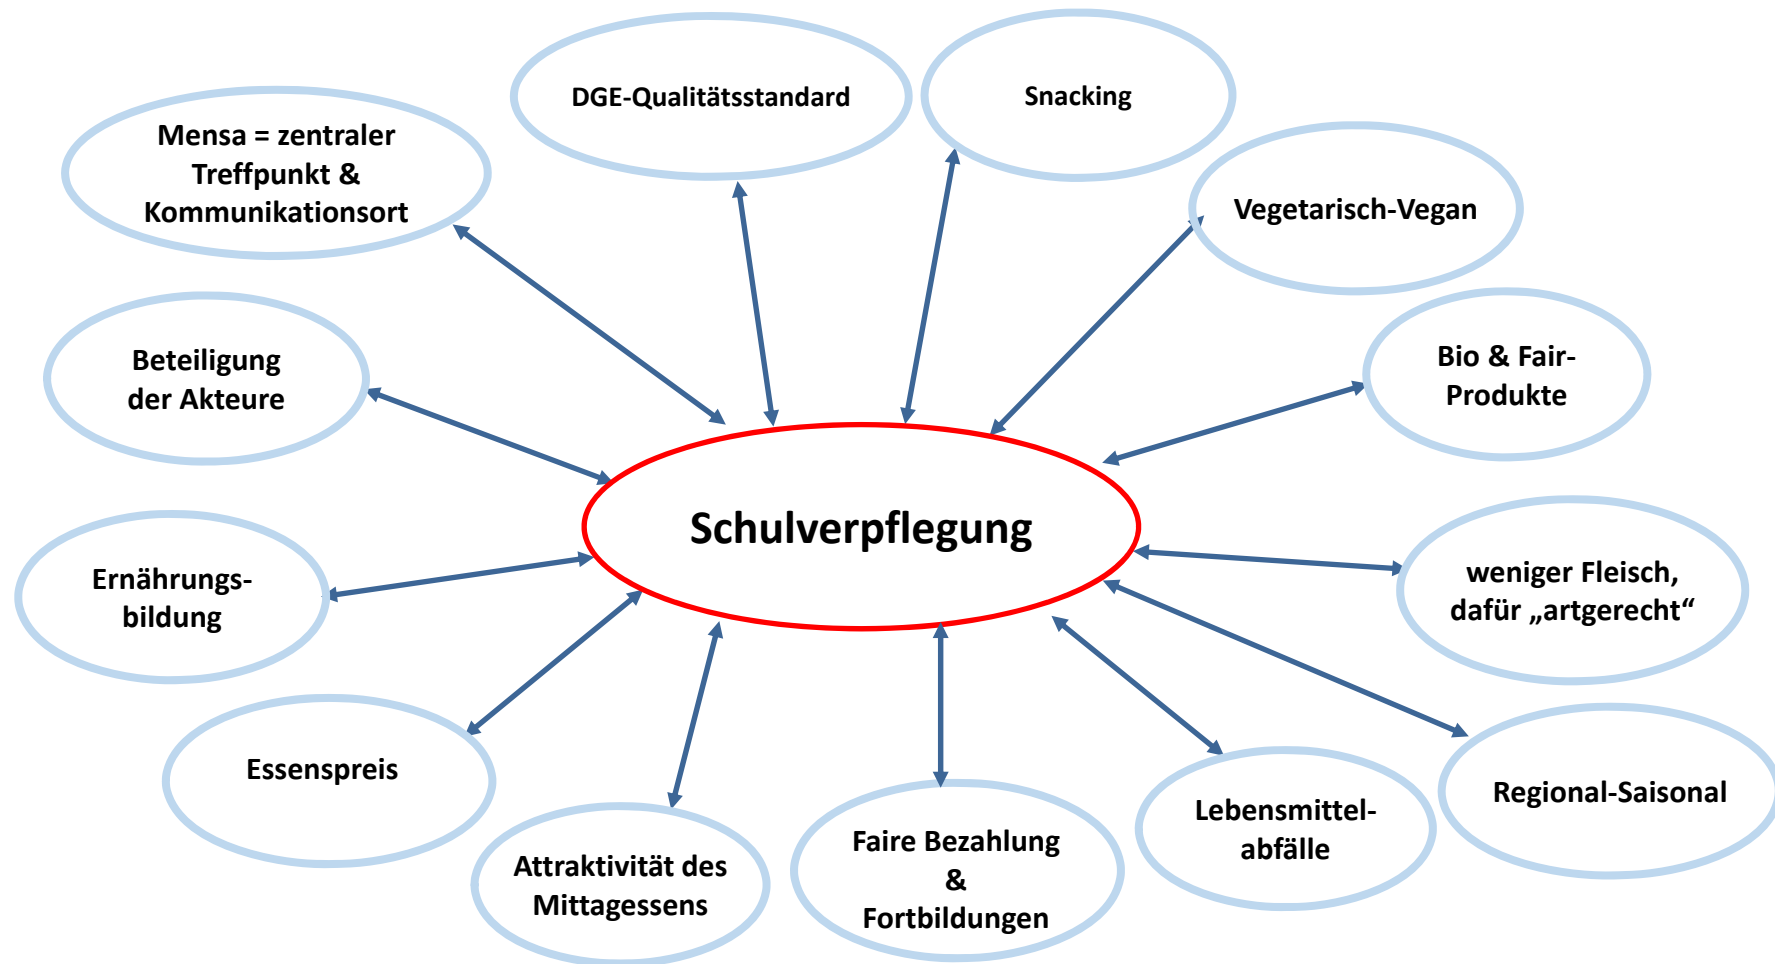 DGE-Qualitätsstandard
Snacking
Mensa = zentraler
Treffpunkt &
Kommunikationsort
Vegetarisch-Vegan
Beteiligung
der Akteure
Bio & Fair-
Produkte
Schulverpflegung
Ernährungs-
bildung
weniger Fleisch,
dafür „artgerecht“
Essenspreis
Regional-Saisonal
Attraktivität des
Mittagessens
Faire Bezahlung
&
Fortbildungen
Lebensmittel-
abfälle